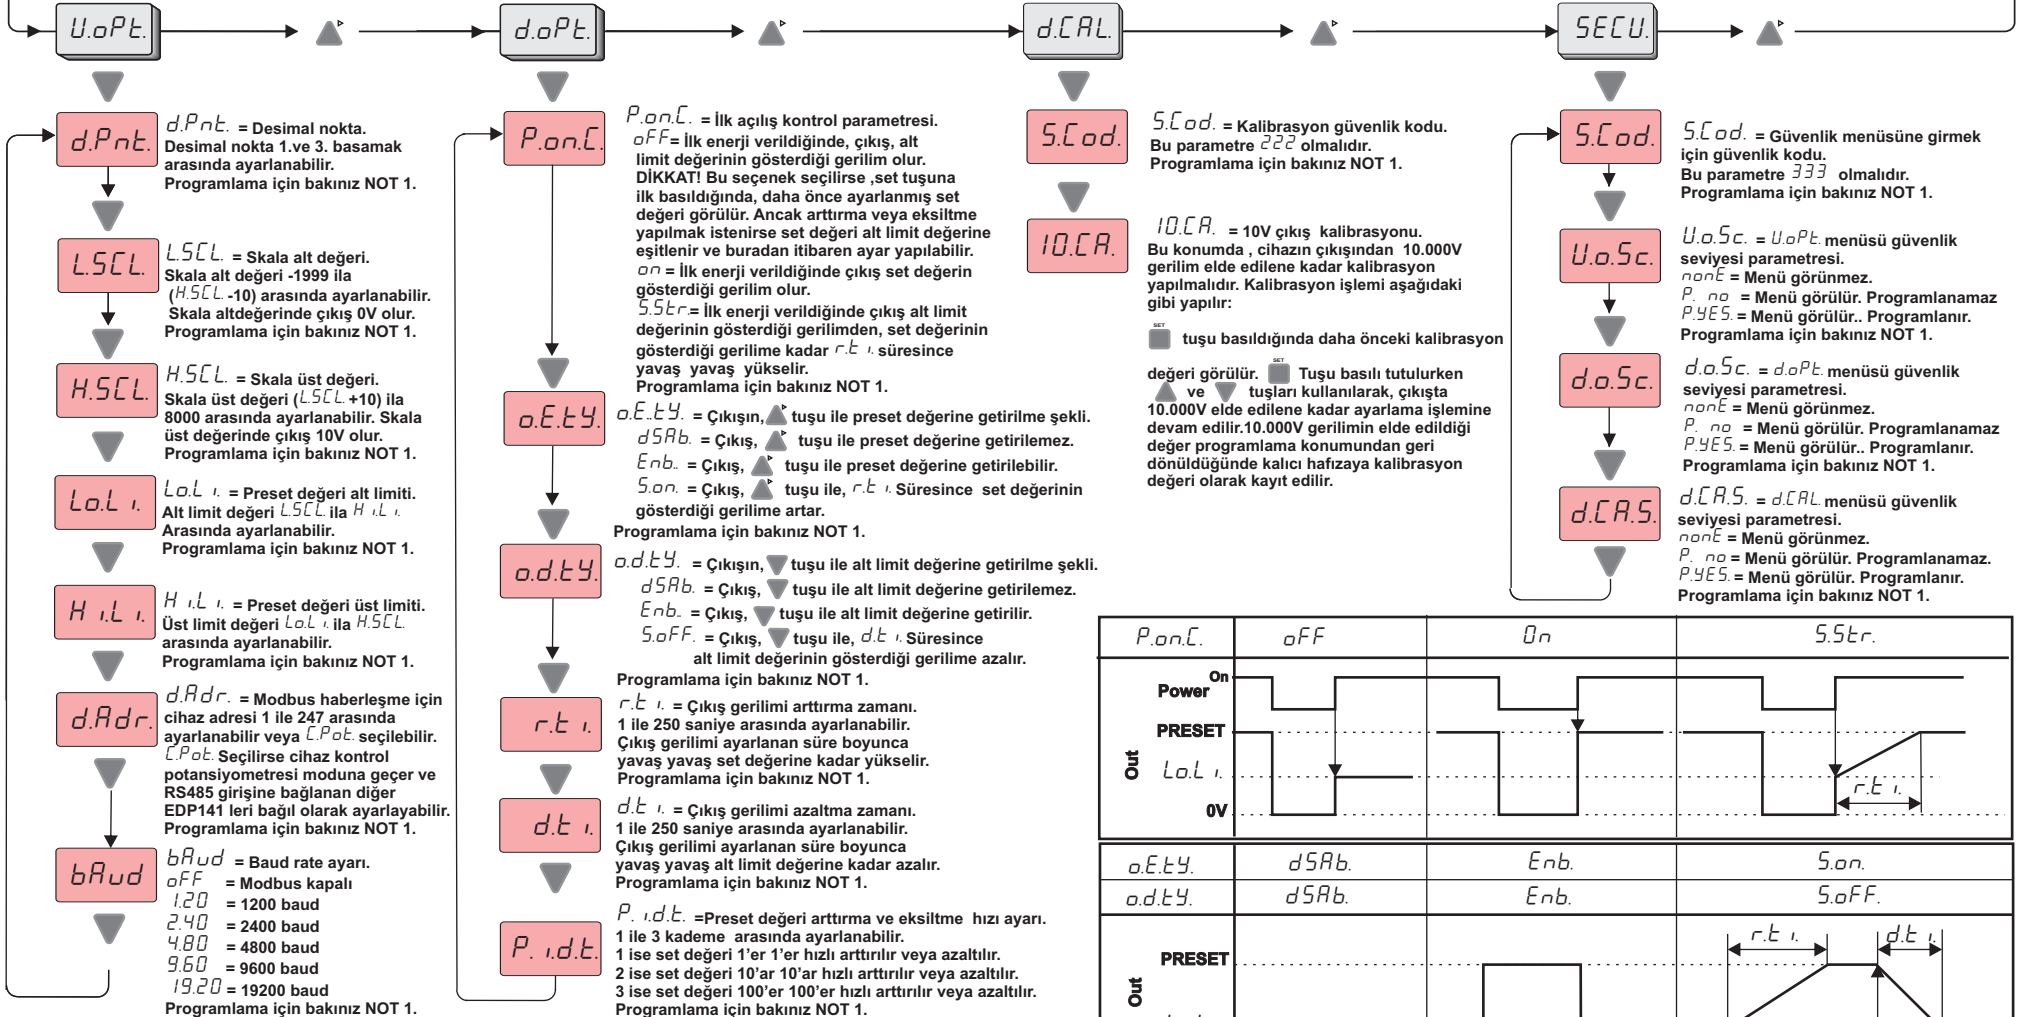 U.oPt.
d.oPt.
d.CAL.
SECU.
d.Pnt.
d.Pnt. = Desimal nokta.
Desimal nokta 1.ve 3. basamak
arasında ayarlanabilir.
Programlama için bakınız NOT 1.
L.SCL.
L.SCL. = Skala alt değeri.
Skala alt değeri -1999 ila
(H.SCL. -10) arasında ayarlanabilir.
Skala altdeğerinde çıkış 0V olur.
Programlama için bakınız NOT 1.
H.SCL.
H.SCL. = Skala üst değeri.
Skala üst değeri (L.SCL. +10) ila
8000 arasında ayarlanabilir. Skala
üst değerinde çıkış 10V olur.
Programlama için bakınız NOT 1.
Lo.L i.
Lo.L i. = Preset değeri alt limiti.
Alt limit değeri L.SCL. ila H i.L i.
Arasında ayarlanabilir.
Programlama için bakınız NOT 1.
H i.L i.
H i.L i. = Preset değeri üst limiti.
Üst limit değeri Lo.L i. ila H.SCL.
arasında ayarlanabilir.
Programlama için bakınız NOT 1.
d.Adr.
d.Adr. = Modbus haberleşme için
cihaz adresi 1 ile 247 arasında
ayarlanabilir veya C.Pot. seçilebilir.
C.Pot. Seçilirse cihaz kontrol
potansiyometresi moduna geçer ve
RS485 girişine bağlanan diğer
EDP141 leri bağıl olarak ayarlayabilir.
Programlama için bakınız NOT 1.
bAud
bAud = Baud rate ayarı.
oFF = Modbus kapalı
1.20 = 1200 baud
2.40 = 2400 baud
4.80 = 4800 baud
9.60 = 9600 baud
19.20 = 19200 baud
Programlama için bakınız NOT 1.
P.on.C.
P.on.C. = İlk açılış kontrol parametresi.
oFF = İlk enerji verildiğinde, çıkış, alt
limit değerinin gösterdiği gerilim olur.
DİKKAT! Bu seçenek seçilirse ,set tuşuna
ilk basıldığında, daha önce ayarlanmış set
değeri görülür. Ancak arttırma veya eksiltme
yapılmak istenirse set değeri alt limit değerine
eşitlenir ve buradan itibaren ayar yapılabilir.
on = İlk enerji verildiğinde çıkış set değerin
gösterdiği gerilim olur.
S.Str.= İlk enerji verildiğinde çıkış alt limit
değerinin gösterdiği gerilimden, set değerinin
gösterdiği gerilime kadar r.t i. süresince
yavaş yavaş yükselir.
Programlama için bakınız NOT 1.
o.E.tY.
o.E.tY. = Çıkışın, tuşu ile preset değerine getirilme şekli.
dSAb. = Çıkış, tuşu ile preset değerine getirilemez.
Enb. = Çıkış, tuşu ile preset değerine getirilebilir.
S.on. = Çıkış, tuşu ile, r.t i. Süresince set değerinin
gösterdiği gerilime artar.
Programlama için bakınız NOT 1.
o.d.tY.
o.d.tY. = Çıkışın, tuşu ile alt limit değerine getirilme şekli.
dSAb. = Çıkış, tuşu ile alt limit değerine getirilemez.
Enb. = Çıkış, tuşu ile alt limit değerine getirilir.
S.oFF. = Çıkış, tuşu ile, d.t i. Süresince
alt limit değerinin gösterdiği gerilime azalır.
Programlama için bakınız NOT 1.
r.t i.
r.t i. = Çıkış gerilimi arttırma zamanı.
1 ile 250 saniye arasında ayarlanabilir.
Çıkış gerilimi ayarlanan süre boyunca
yavaş yavaş set değerine kadar yükselir.
Programlama için bakınız NOT 1.
d.t i.
d.t i. = Çıkış gerilimi azaltma zamanı.
1 ile 250 saniye arasında ayarlanabilir.
Çıkış gerilimi ayarlanan süre boyunca
yavaş yavaş alt limit değerine kadar azalır.
Programlama için bakınız NOT 1.
P. i.d.t.
P. i.d.t. =Preset değeri arttırma ve eksiltme hızı ayarı.
1 ile 3 kademe arasında ayarlanabilir.
1 ise set değeri 1'er 1'er hızlı arttırılır veya azaltılır.
2 ise set değeri 10'ar 10'ar hızlı arttırılır veya azaltılır.
3 ise set değeri 100'er 100'er hızlı arttırılır veya azaltılır.
Programlama için bakınız NOT 1.
S.Cod.
S.Cod. = Kalibrasyon güvenlik kodu.
Bu parametre 222 olmalıdır.
Programlama için bakınız NOT 1.
10.CA.
10.CA. = 10V çıkış kalibrasyonu.
Bu konumda , cihazın çıkışından 10.000V
gerilim elde edilene kadar kalibrasyon
yapılmalıdır. Kalibrasyon işlemi aşağıdaki
gibi yapılır:
SET
tuşu basıldığında daha önceki kalibrasyon
SET
değeri görülür. Tuşu basılı tutulurken
ve tuşları kullanılarak, çıkışta
10.000V elde edilene kadar ayarlama işlemine
devam edilir.10.000V gerilimin elde edildiği
değer programlama konumundan geri
dönüldüğünde kalıcı hafızaya kalibrasyon
değeri olarak kayıt edilir.
S.Cod.
S.Cod. = Güvenlik menüsüne girmek
için güvenlik kodu.
Bu parametre 333 olmalıdır.
Programlama için bakınız NOT 1.
U.o.Sc.
U.o.Sc. = U.oPt. menüsü güvenlik
seviyesi parametresi.
nonE = Menü görünmez.
P. no = Menü görülür. Programlanamaz
P.YES. = Menü görülür.. Programlanır.
Programlama için bakınız NOT 1.
d.o.Sc.
d.o.Sc. = d.oPt. menüsü güvenlik
seviyesi parametresi.
nonE = Menü görünmez.
P. no = Menü görülür. Programlanamaz
P.YES. = Menü görülür.. Programlanır.
Programlama için bakınız NOT 1.
d.CA.S.
d.CA.S. = d.CAL. menüsü güvenlik
seviyesi parametresi.
nonE = Menü görünmez.
P. no = Menü görülür. Programlanamaz.
P.YES. = Menü görülür. Programlanır.
Programlama için bakınız NOT 1.
P.on.C. oFF On S.Str.
On
Power
PRESET
Out
Lo.L i.
r.t i.
0V
o.E.tY. dSAb. Enb. S.on.
o.d.tY. dSAb. Enb. S.oFF.
r.t i. d.t i.
PRESET
Out